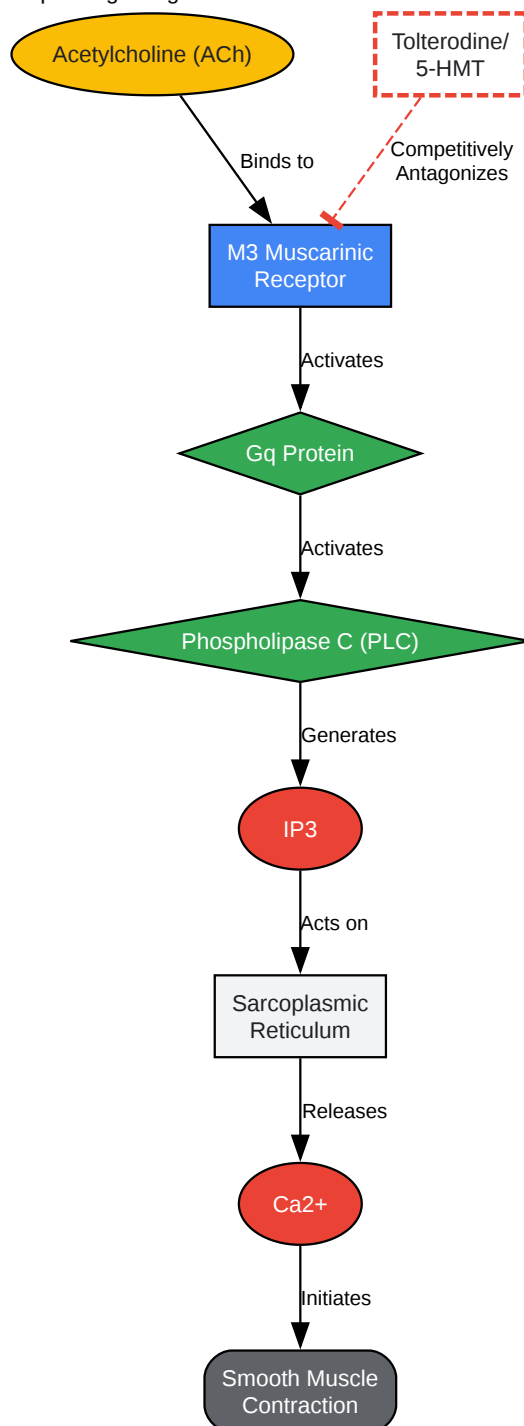 Acetylcholine (ACh)
Tolterodine/
5-HMT
Binds to
Competitively
Antagonizes
M3 Muscarinic
Receptor
Activates
Gq Protein
Activates
Phospholipase C (PLC)
Generates
IP3
Acts on
Sarcoplasmic
Reticulum
Releases
Ca2+
Initiates
Smooth Muscle
Contraction